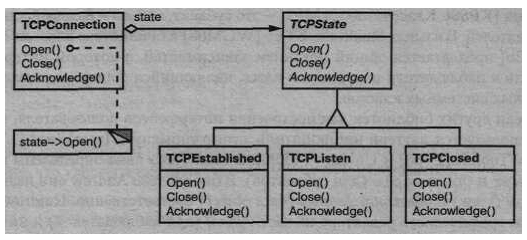 TCPConnection
state
TCPState
Open()
Close()
Acknowledge()
Open()
Close()
Acknowledge()
state->Open()
TCPEstablished
TCPListen
TCPClosed
Open()
Close()
Acknowledge()
Open()
Close()
Acknowledge()
Open()
Close()
Acknowledge()